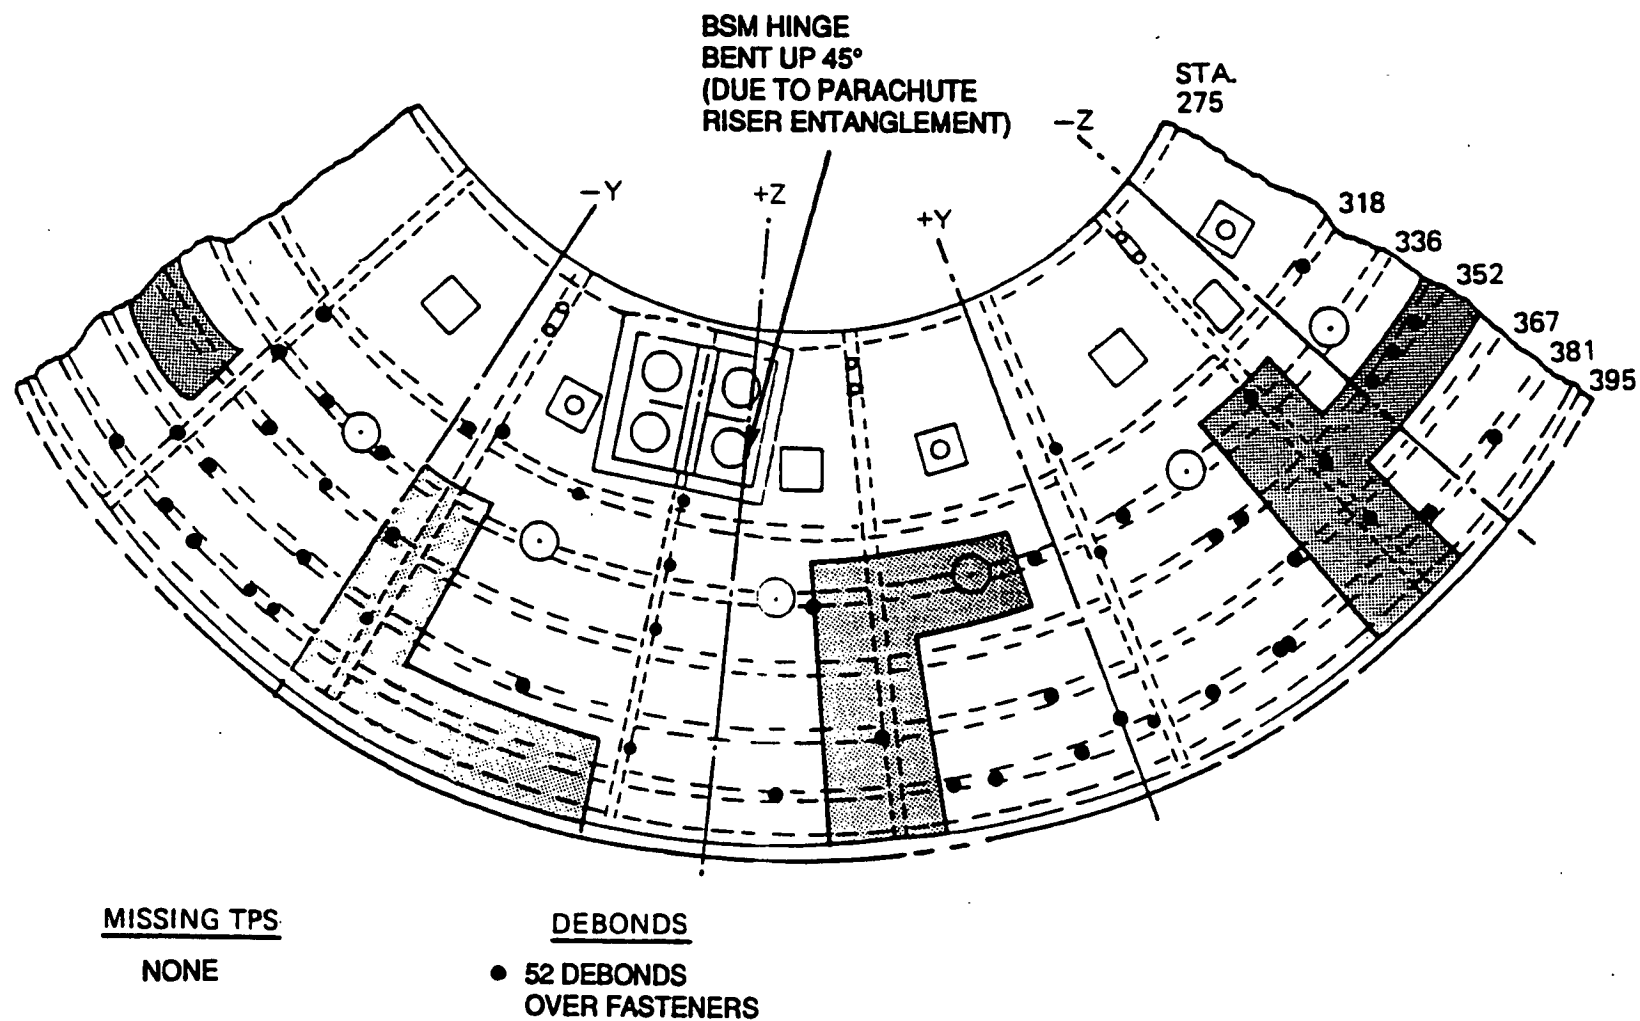 BSM HINGE
BENT UP 45°
(DUE TO PARACHUTE
RISER ENTANGLEMENT)
STA.
275
−Z
−Y
+Z
+Y
318
336
352
367
381
395
MISSING TPS
NONE
DEBONDS
● 52 DEBONDS
OVER FASTENERS